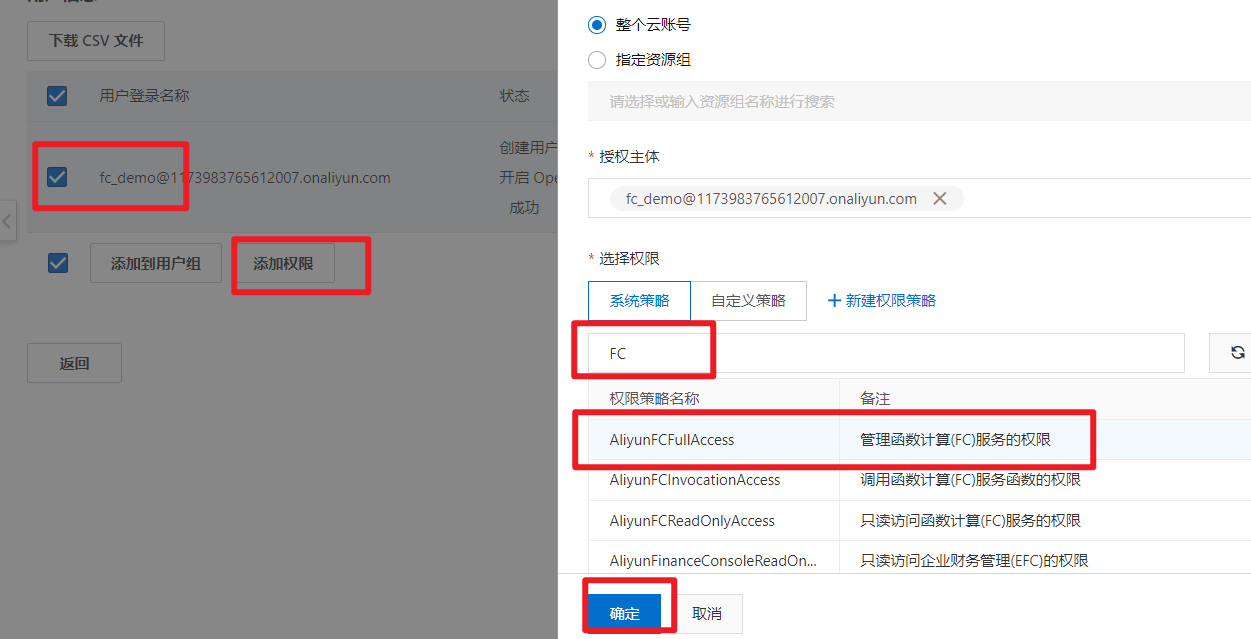 下载 CSV 文件
用户登录名称 状态
创建用户
fc_demo@1173983765612007.onaliyun.com 开启 Ope
成功
添加到用户组 添加权限
返回
整个云账号
指定资源组
请选择或输入资源组名称进行搜索
* 授权主体
fc_demo@1173983765612007.onaliyun.com
* 选择权限
系统策略 自定义策略 + 新建权限策略
FC
权限策略名称 备注
AliyunFCFullAccess 管理函数计算(FC)服务的权限
AliyunFCInvocationAccess 调用函数计算(FC)服务函数的权限
AliyunFCReadOnlyAccess 只读访问函数计算(FC)服务的权限
AliyunFinanceConsoleReadOn... 只读访问企业财务管理(EFC)的权限
确定 取消